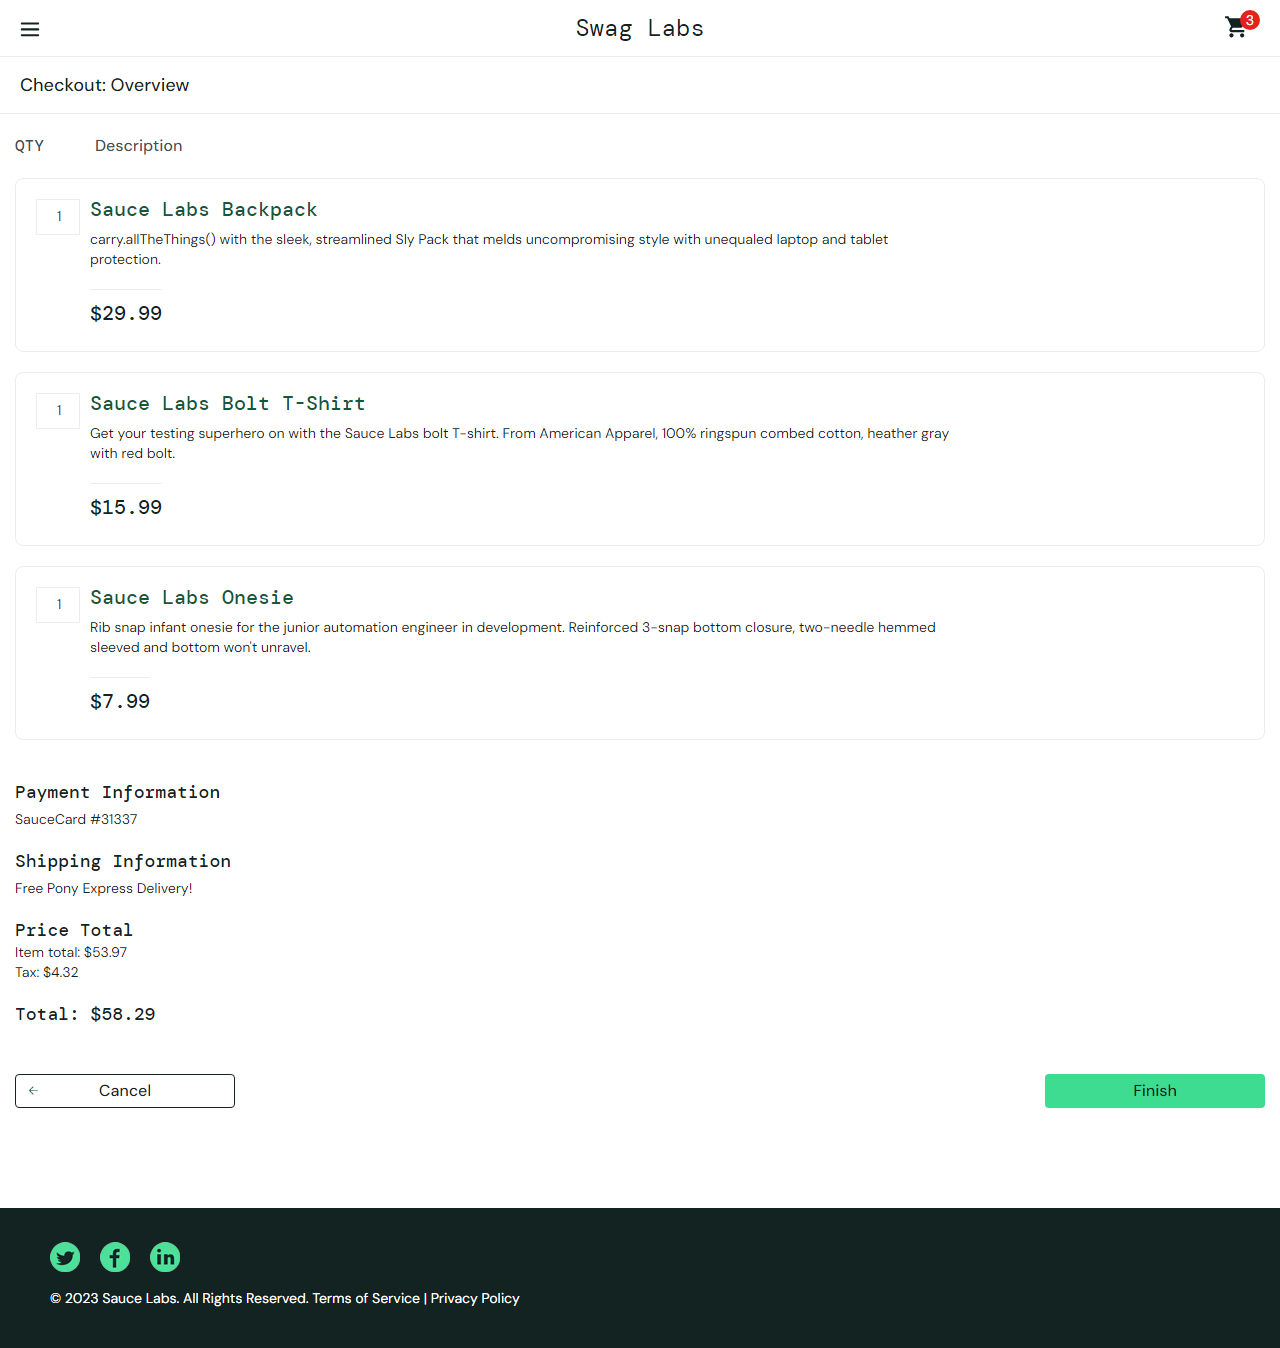 Swag Labs
3
Checkout: Overview
QTY Description
1
Sauce Labs Backpack
carry.allTheThings() with the sleek, streamlined Sly Pack that melds uncompromising style with unequaled laptop and tablet
protection.
$29.99
1
Sauce Labs Bolt T-Shirt
Get your testing superhero on with the Sauce Labs bolt T-shirt. From American Apparel, 100% ringspun combed cotton, heather gray
with red bolt.
$15.99
1
Sauce Labs Onesie
Rib snap infant onesie for the junior automation engineer in development. Reinforced 3-snap bottom closure, two-needle hemmed
sleeved and bottom won't unravel.
$7.99
Payment Information
SauceCard #31337
Shipping Information
Free Pony Express Delivery!
Price Total
Item total: $53.97
Tax: $4.32
Total: $58.29
Cancel
Finish
© 2023 Sauce Labs. All Rights Reserved. Terms of Service | Privacy Policy